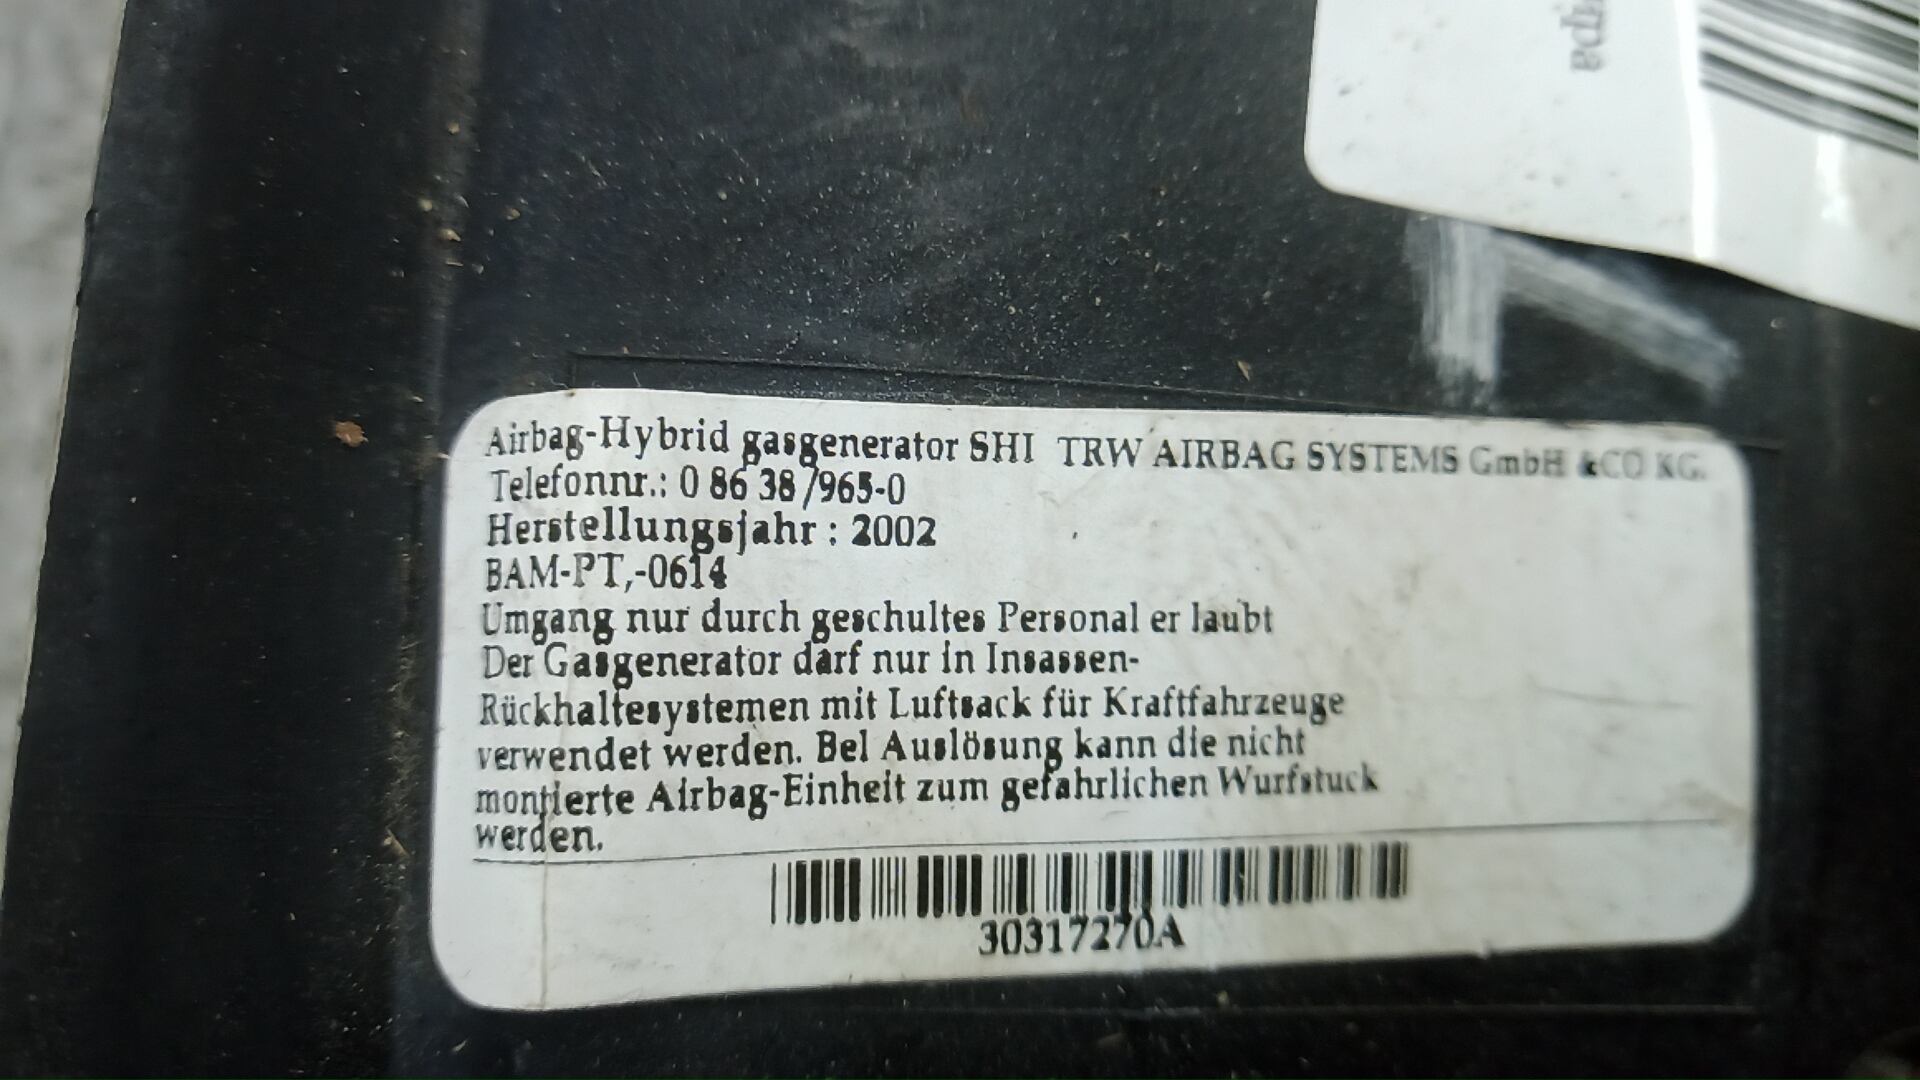 Airbag-Hybrid gasgenerator SHI TRW AIRBAG SYSTEMS GmbH &CO KG.
Telefonnr.: 0 86 38/965-0
Herstellungsjahr : 2002
BAM-PT,-0614
Umgang nur durch geschultes Personal er laubt
Der Gasgenerator darf nur in Insassen-
Rückhaltesystemen mit Luftsack für Kraftfahrzeuge
verwendet werden. Bel Auslösung kann die nicht
montierte Airbag-Einheit zum gefahrlichen Wurfstuck
werden.
30317270A